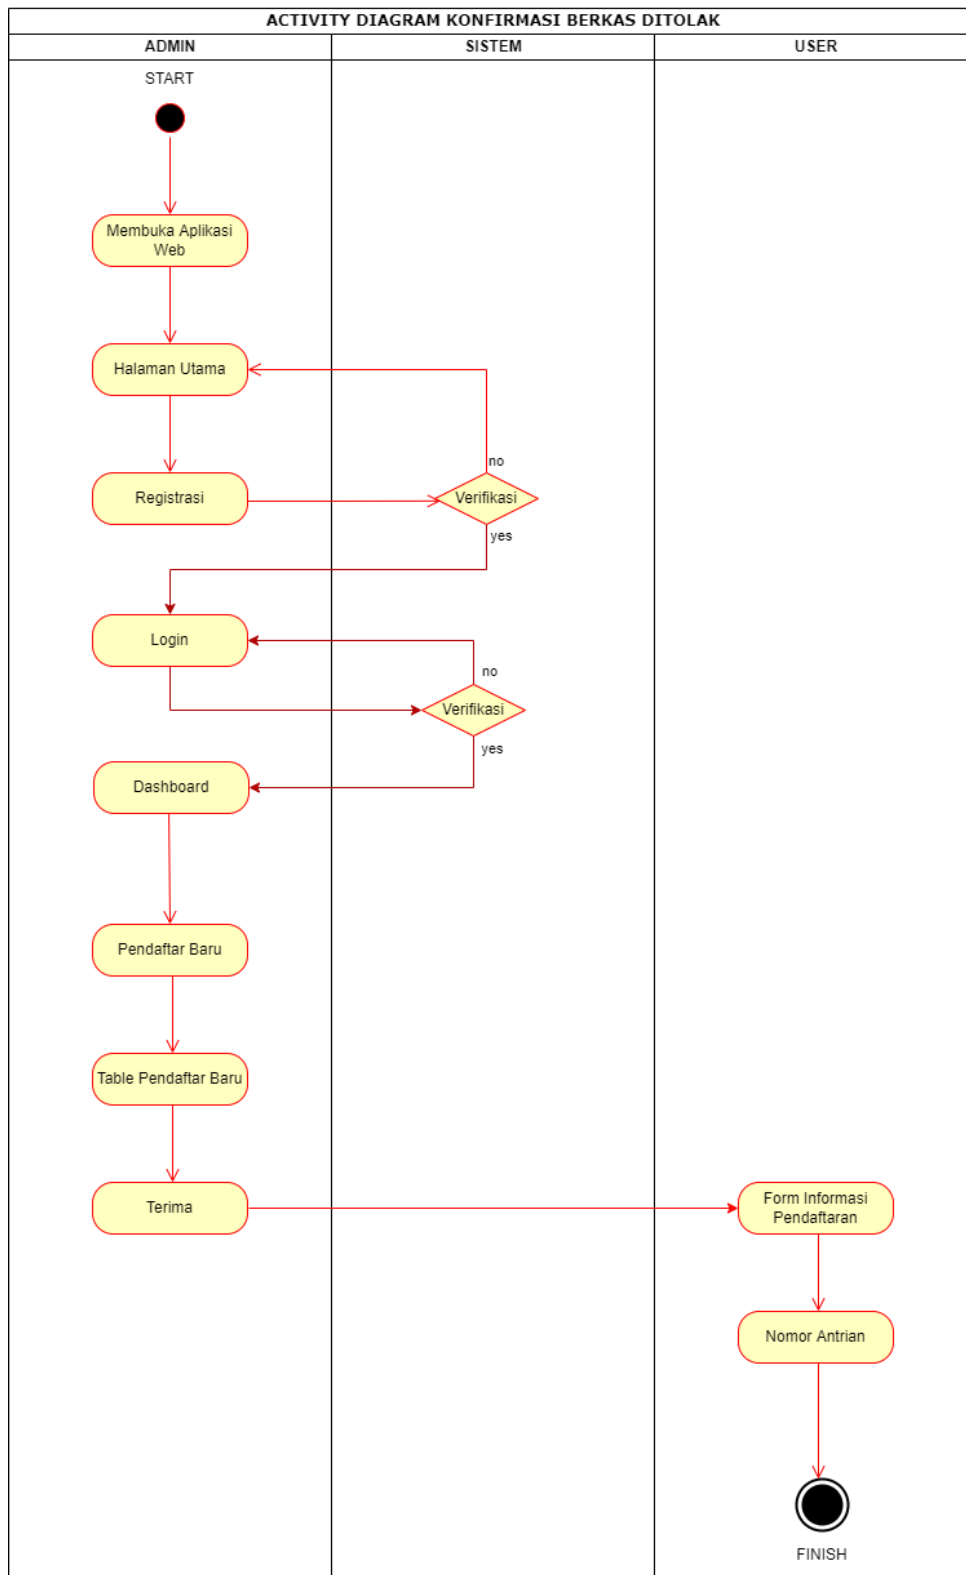 ACTIVITY DIAGRAM KONFIRMASI BERKAS DITOLAK
ADMIN
SISTEM
USER
START
Membuka Aplikasi
Web
Halaman Utama
no
Registrasi
Verifikasi
yes
Login
no
Verifikasi
yes
Dashboard
Pendaftar Baru
Table Pendaftar Baru
Terima
Form Informasi
Pendaftaran
Nomor Antrian
FINISH